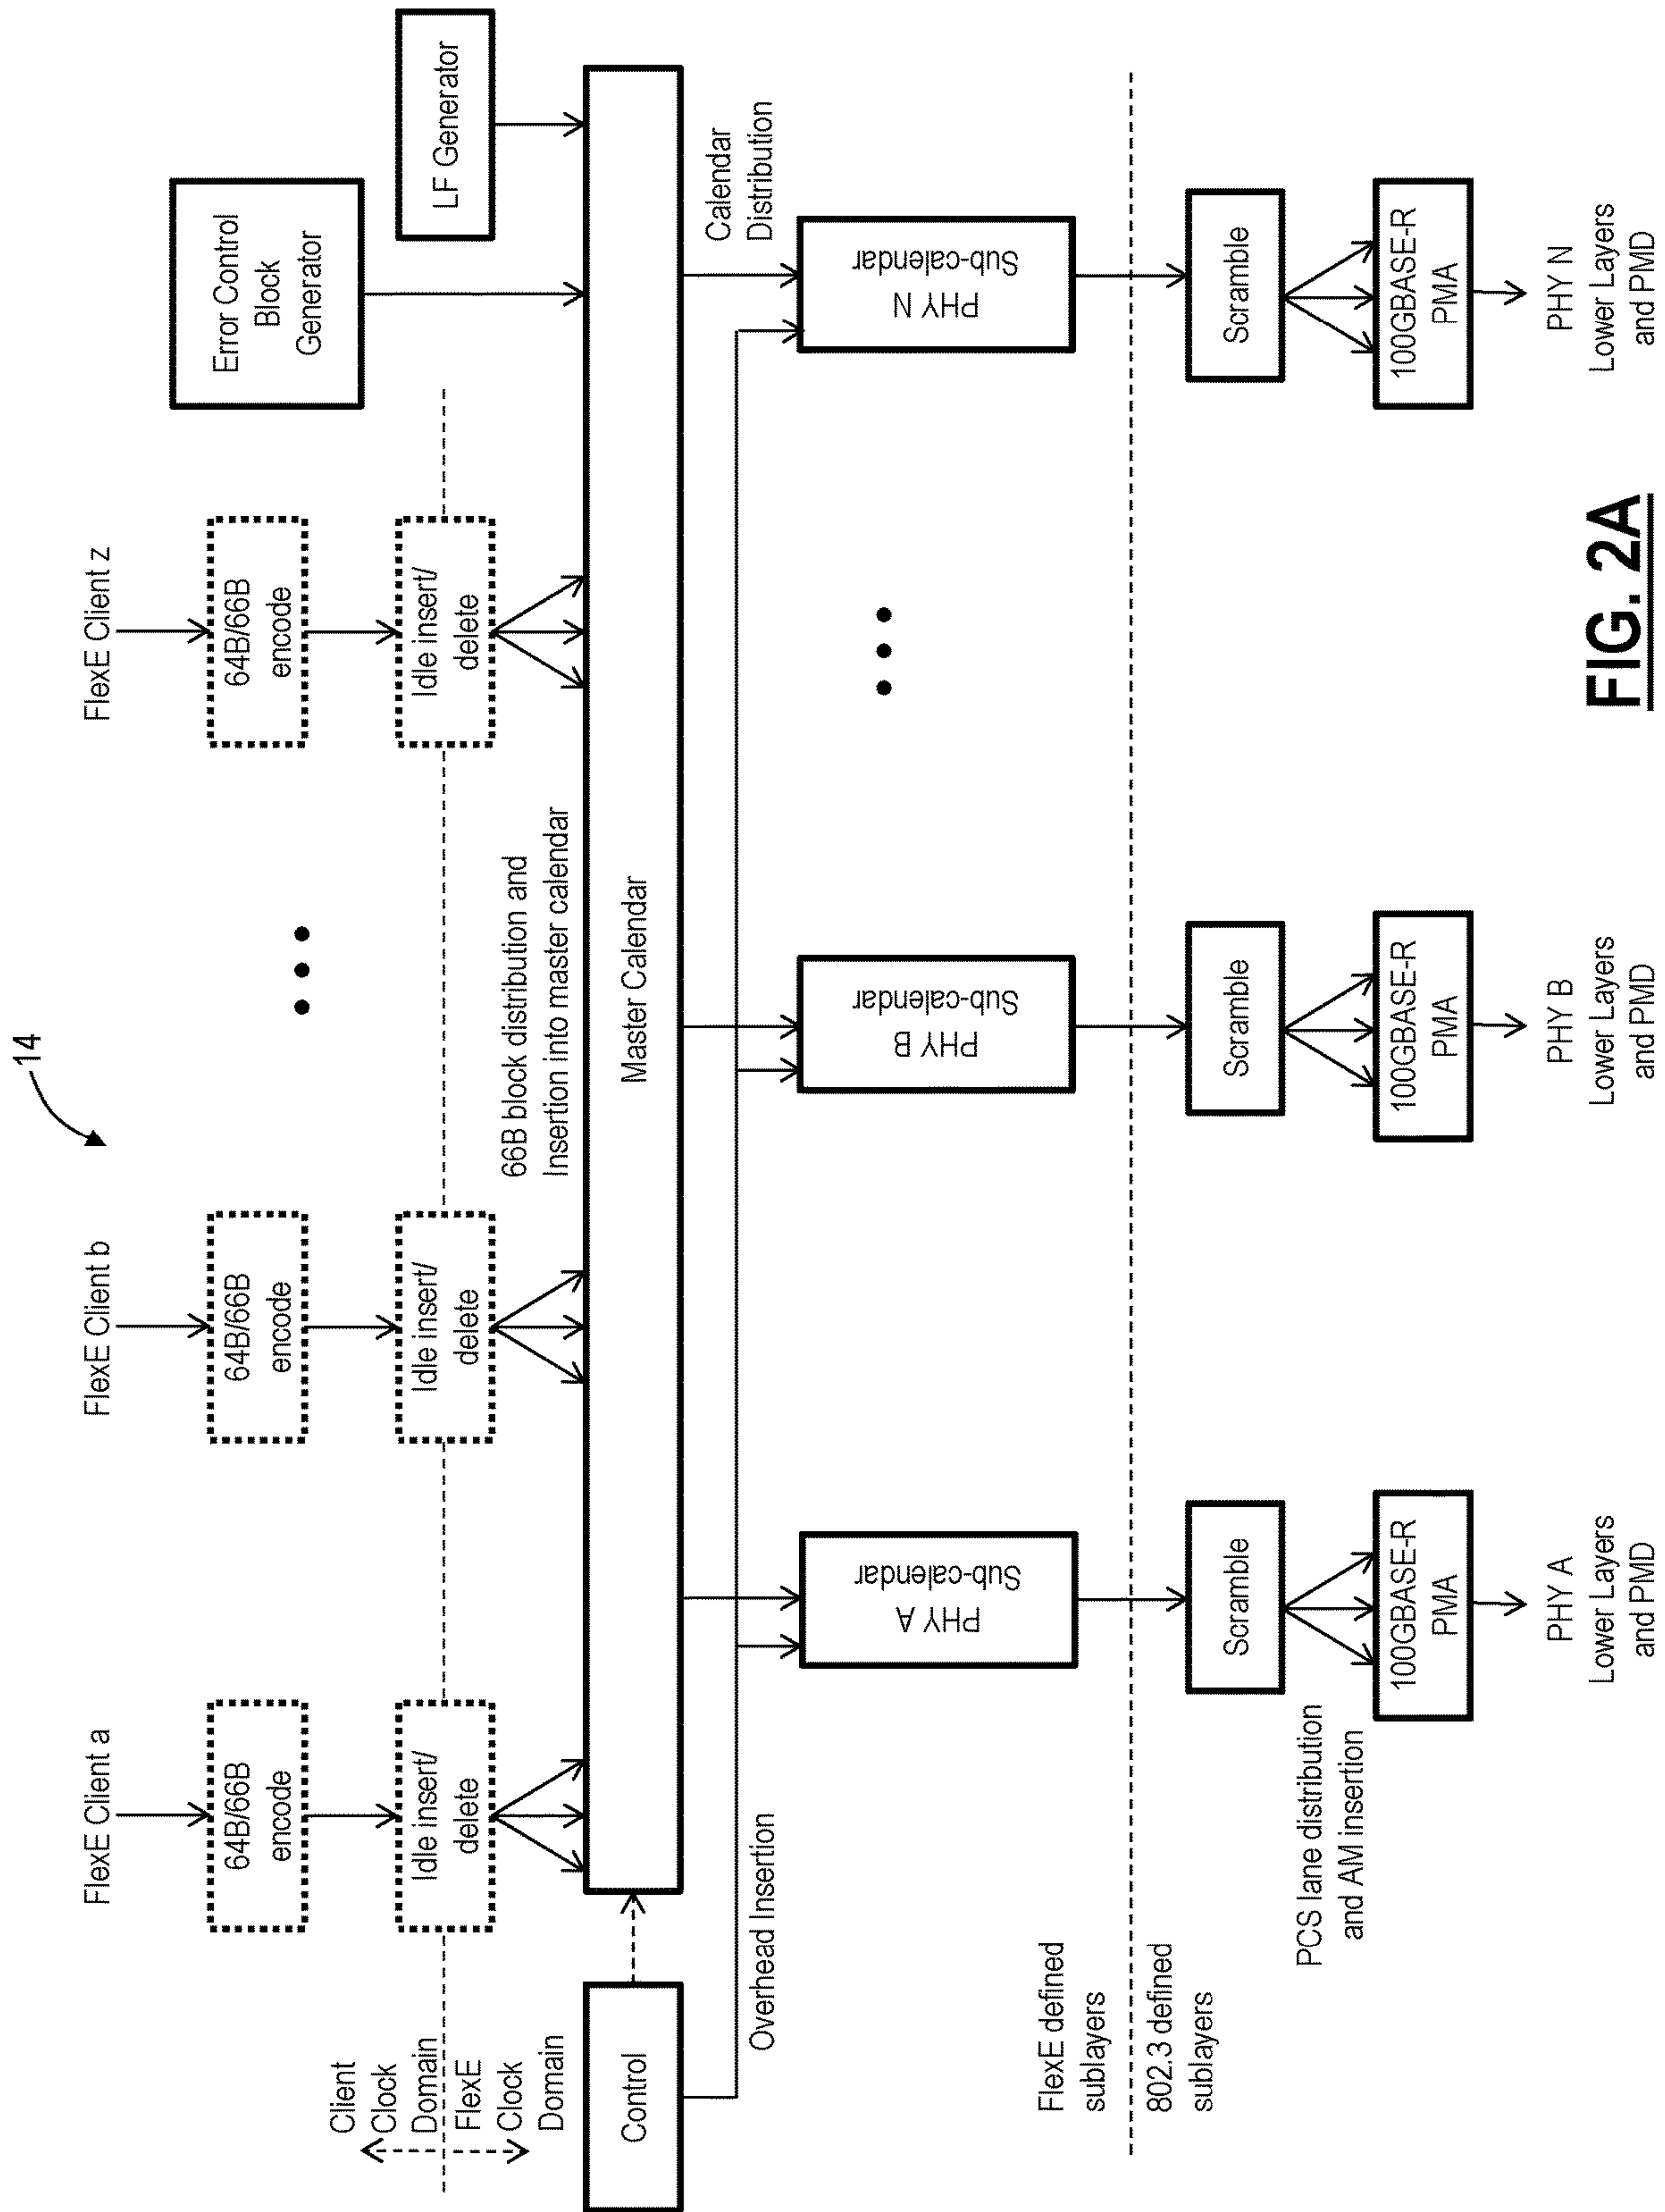 14
FlexE Client a
FlexE Client b
FlexE Client z
64B/66B
encode
64B/66B
encode
64B/66B
encode
Error Control
Block
Generator
LF Generator
Client
Clock
Domain
FlexE
Clock
Domain
Idle insert/
delete
Idle insert/
delete
Idle insert/
delete
66B block distribution and
Insertion into master calendar
Control
Master Calendar
Overhead Insertion
Calendar
Distribution
PHY A
Sub-calendar
PHY B
Sub-calendar
PHY N
Sub-calendar
FlexE defined
sublayers
802.3 defined
sublayers
Scramble
Scramble
Scramble
PCS lane distribution
and AM insertion
100GBASE-R
PMA
100GBASE-R
PMA
100GBASE-R
PMA
PHY A
Lower Layers
and PMD
PHY B
Lower Layers
and PMD
PHY N
Lower Layers
and PMD
FIG. 2A